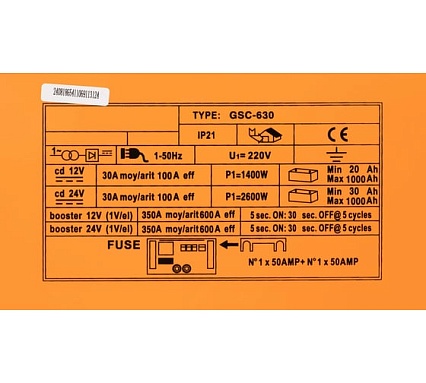 2408196541106911312A
TYPE: GSC-630
IP21
CE
1~ 1-50Hz U1= 220V
cd 12V 30A moy/arit 100A eff P1=1400W Min 20 Ah
Max 1000Ah
cd 24V 30A moy/arit 100A eff P1=2600W Min 30 Ah
Max 1000Ah
booster 12V (1V/el) 350A moy/arit 600A eff 5 sec. ON: 30 sec. OFF@ 5 cycles
booster 24V (1V/el) 350A moy/arit 600A eff 5 sec. ON: 30 sec. OFF@ 5 cycles
FUSE
N°1 x 50AMP+ N°1 x 50AMP